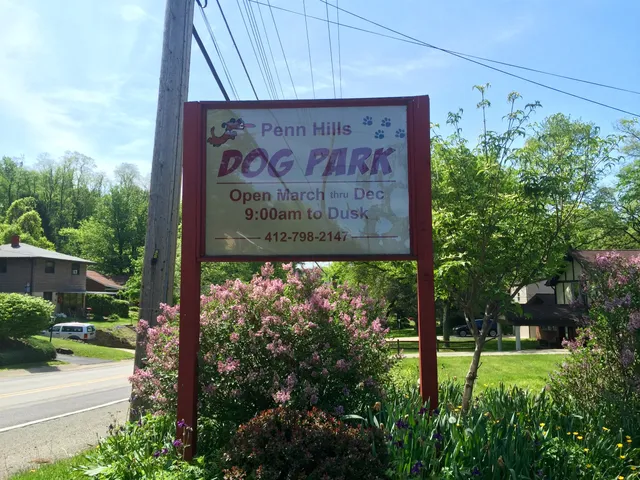 Penn Hills
DOG PARK
Open March thru Dec
9:00am to Dusk
412-798-2147